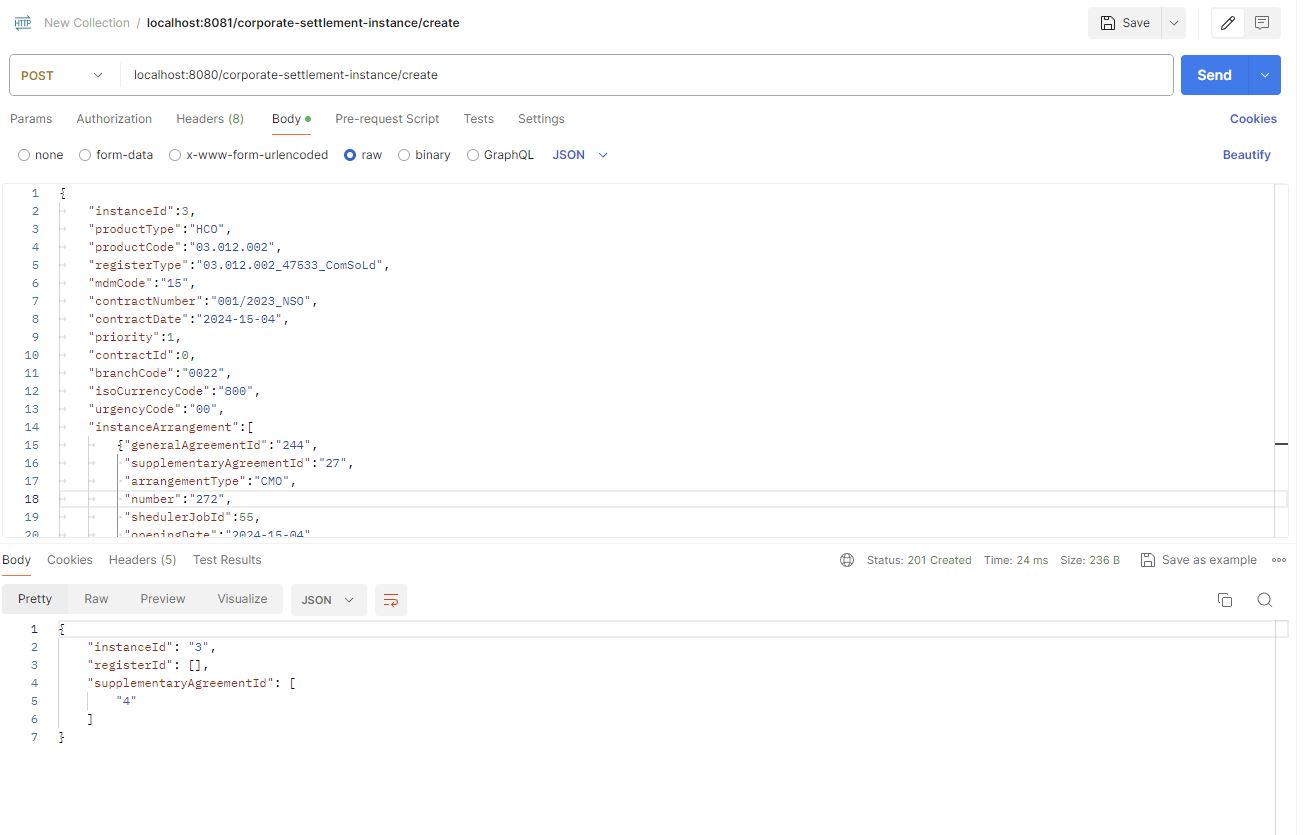 HTTP New Collection / localhost:8081/corporate-settlement-instance/create Save
POST localhost:8080/corporate-settlement-instance/create Send
Params Authorization Headers (8) Body Pre-request Script Tests Settings Cookies
none form-data x-www-form-urlencoded raw binary GraphQL JSON Beautify
1 {
2 "instanceId":3,
3 "productType":"HCO",
4 "productCode":"03.012.002",
5 "registerType":"03.012.002_47533_ComSoLd",
6 "mdmCode":"15",
7 "contractNumber":"001/2023_NSO",
8 "contractDate":"2024-15-04",
9 "priority":1,
10 "contractId":0,
11 "branchCode":"0022",
12 "isoCurrencyCode":"800",
13 "urgencyCode":"00",
14 "instanceArrangement":[
15 {"generalAgreementId":"244",
16 "supplementaryAgreementId":"27",
17 "arrangementType":"CMO",
18 "number":"272",
19 "shedulerJobId":55,
20 "openingDate":"2024-15-04"
Body Cookies Headers (5) Test Results Status: 201 Created Time: 24 ms Size: 236 B Save as example
Pretty Raw Preview Visualize JSON
1 {
2 "instanceId": "3",
3 "registerId": [],
4 "supplementaryAgreementId": [
5 "4"
6 ]
7 }